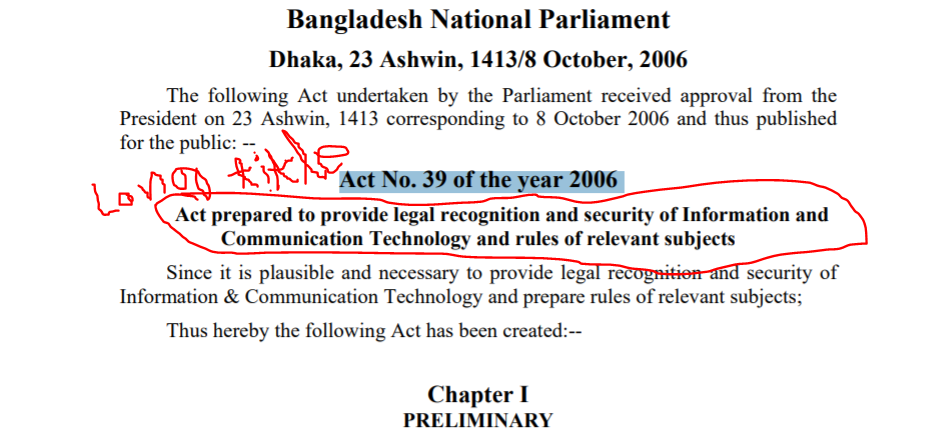 Bangladesh National Parliament
Dhaka, 23 Ashwin, 1413/8 October, 2006
The following Act undertaken by the Parliament received approval from the
President on 23 Ashwin, 1413 corresponding to 8 October 2006 and thus published
for the public: --
Long title
Act No. 39 of the year 2006
Act prepared to provide legal recognition and security of Information and
Communication Technology and rules of relevant subjects
Since it is plausible and necessary to provide legal recognition and security of
Information & Communication Technology and prepare rules of relevant subjects;
Thus hereby the following Act has been created:--
Chapter I
PRELIMINARY